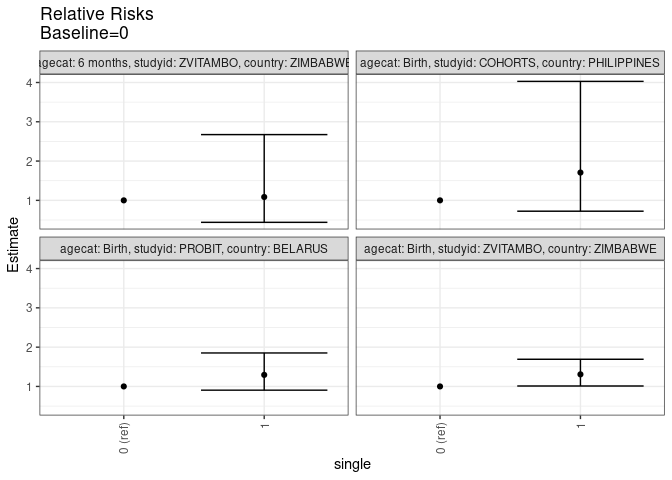 Relative Risks
Baseline=0
agecat: 6 months, studyid: ZVITAMBO, country: ZIMBABWE
agecat: Birth, studyid: COHORTS, country: PHILIPPINES
4
3
2
1
agecat: Birth, studyid: PROBIT, country: BELARUS
agecat: Birth, studyid: ZVITAMBO, country: ZIMBABWE
4
3
2
1
Estimate
0 (ref)
1
0 (ref)
1
single